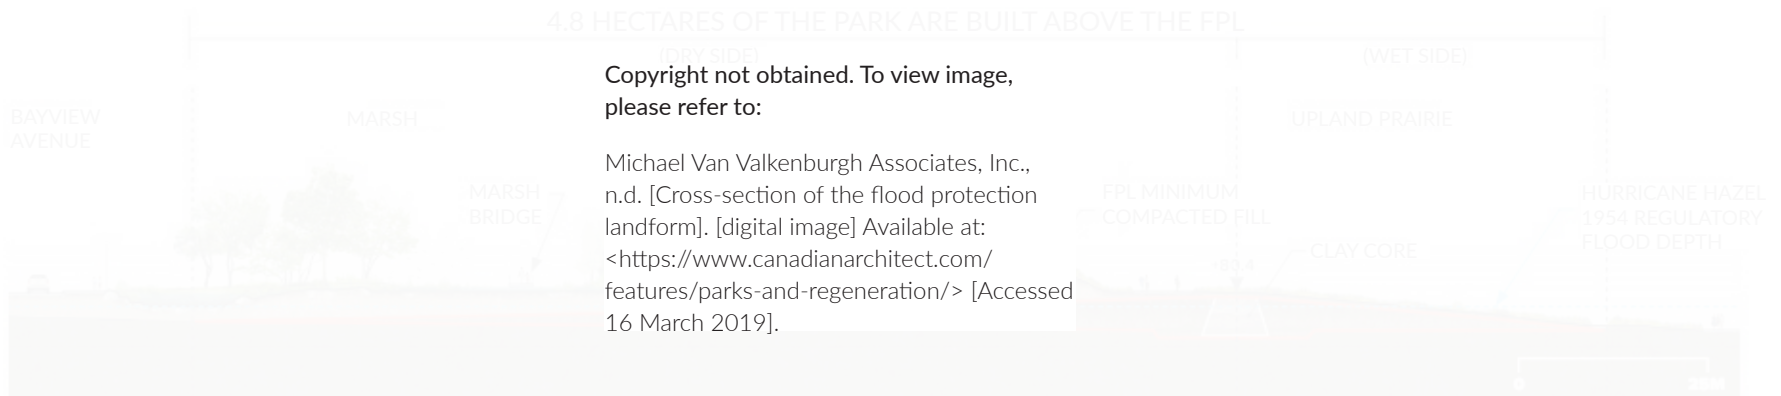 4.8 HECTARES OF THE PARK ARE BUILT ABOVE THE FPL
(DRY SIDE)
(WET SIDE)
Copyright not obtained. To view image,
please refer to:
BAYVIEW
AVENUE
MARSH
UPLAND PRAIRIE
Michael Van Valkenburgh Associates, Inc.,
n.d. [Cross-section of the flood protection
landform]. [digital image] Available at:
<https://www.canadianarchitect.com/
features/parks-and-regeneration/> [Accessed
16 March 2019].
MARSH
BRIDGE
FPL MINIMUM
COMPACTED FILL
HURRICANE HAZEL
1954 REGULATORY
FLOOD DEPTH
CLAY CORE
0